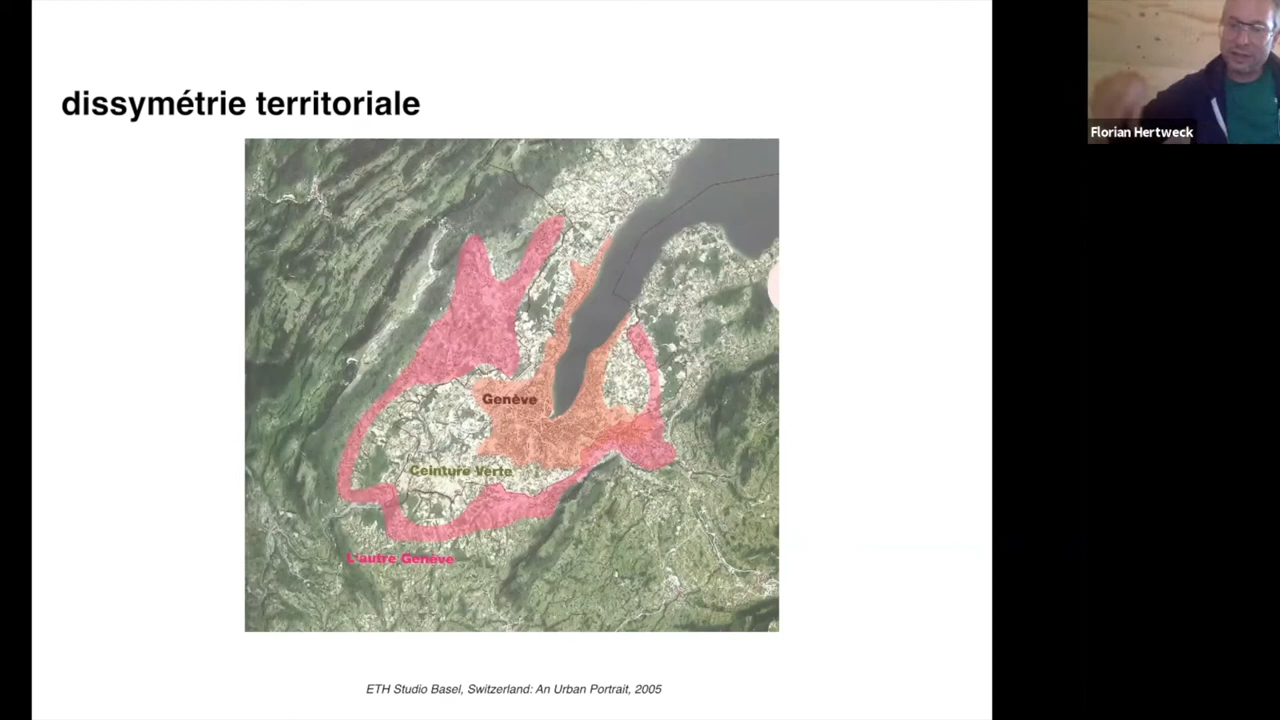 dissymétrie territoriale
Florian Hertweck
Genève
Ceinture Verte
L'autre Genève
ETH Studio Basel, Switzerland: An Urban Portrait, 2005